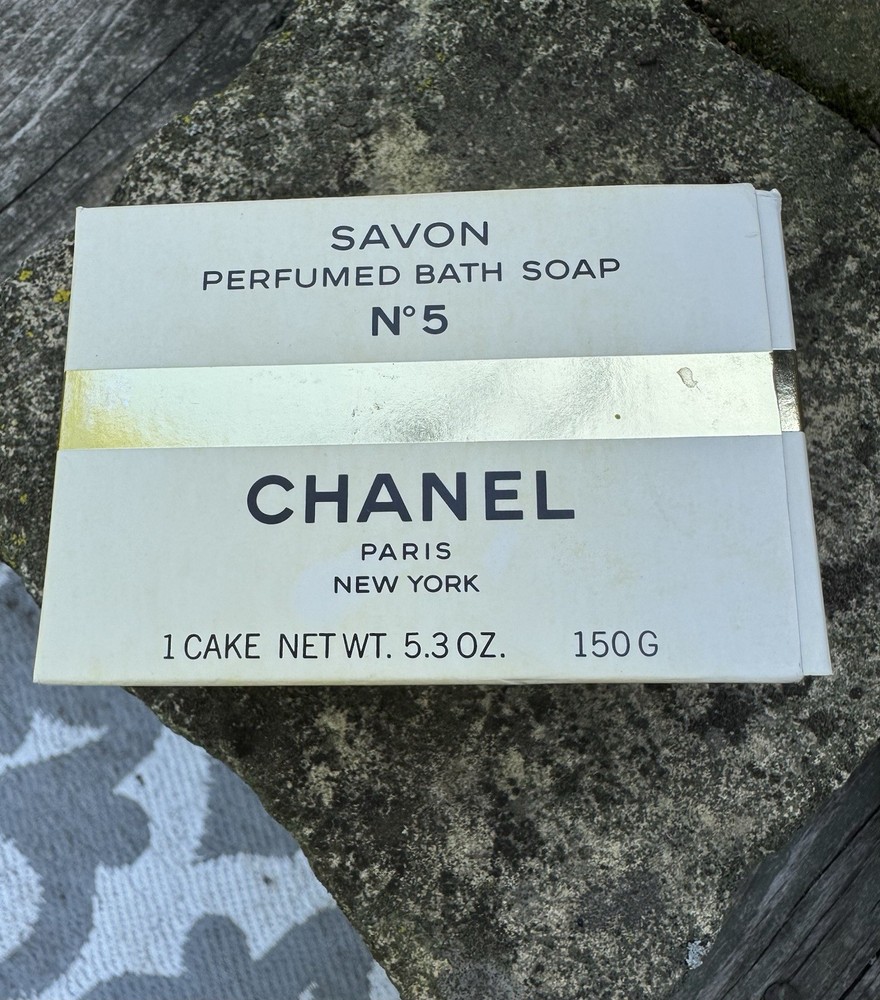 SAVON
PERFUMED BATH SOAP
N°5
CHANEL
PARIS
NEW YORK
1 CAKE NET WT. 5.3 OZ. 150 G